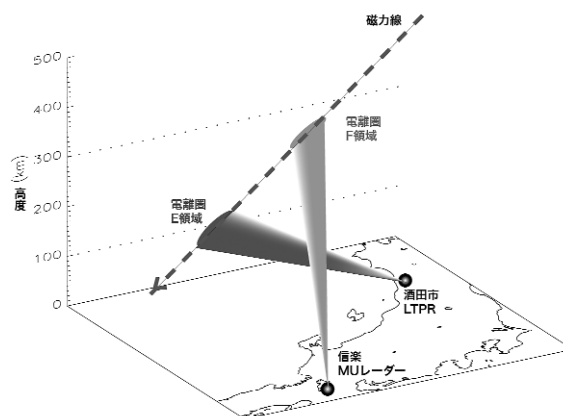 磁力線
500
400
300
200
100
0
高度 (km)
電離圏
F領域
電離圏
E領域
酒田市
LTPR
信楽
MUレーダー